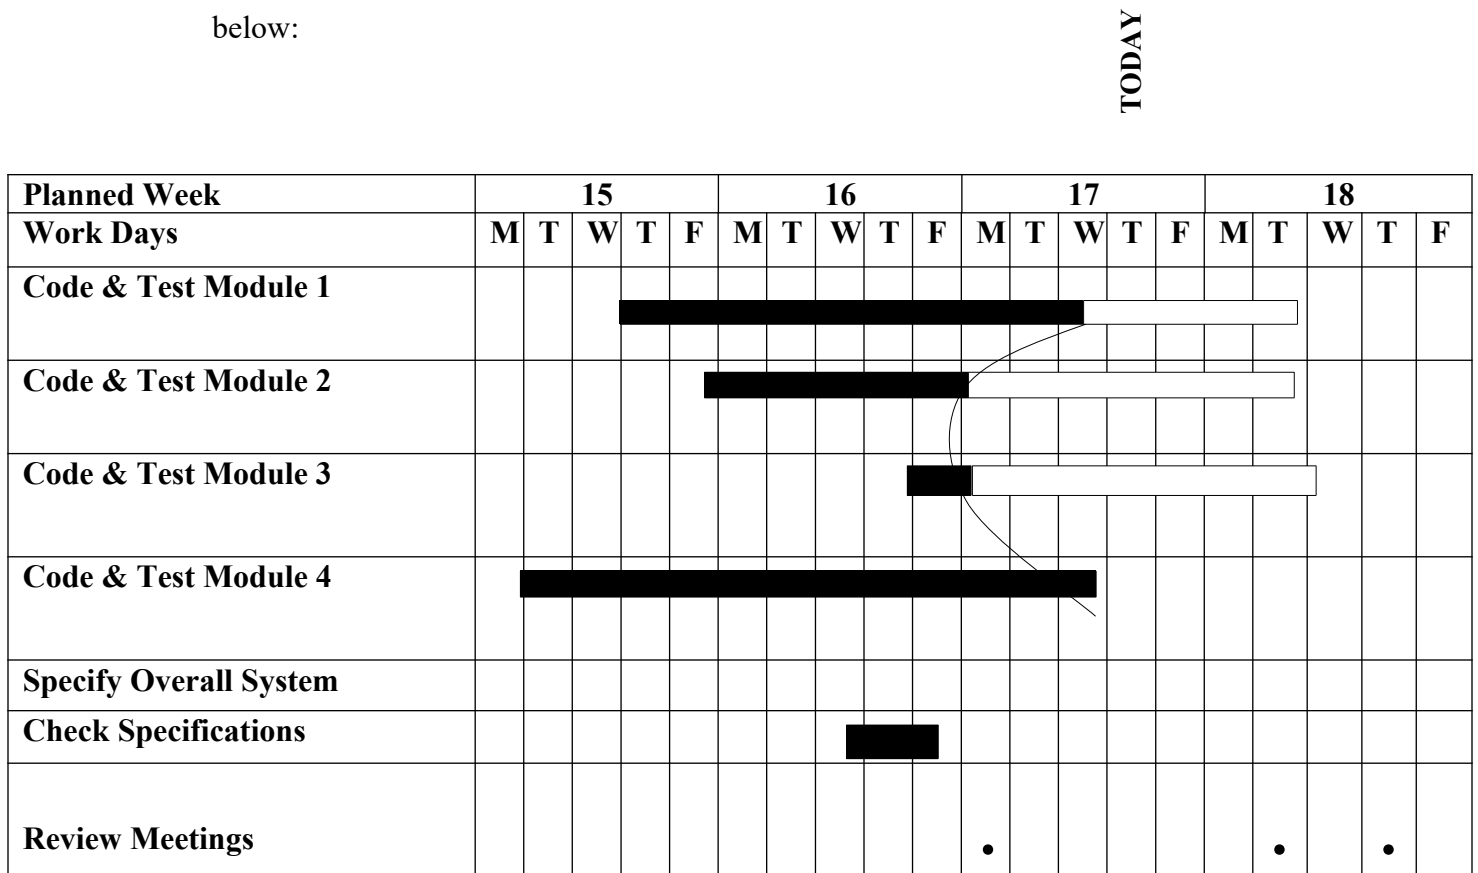 below:
TODAY
Planned Week 15 16 17 18
Work Days M T W T F M T W T F M T W T F M T W T F
Code & Test Module 1
Code & Test Module 2
Code & Test Module 3
Code & Test Module 4
Specify Overall System
Check Specifications
Review Meetings